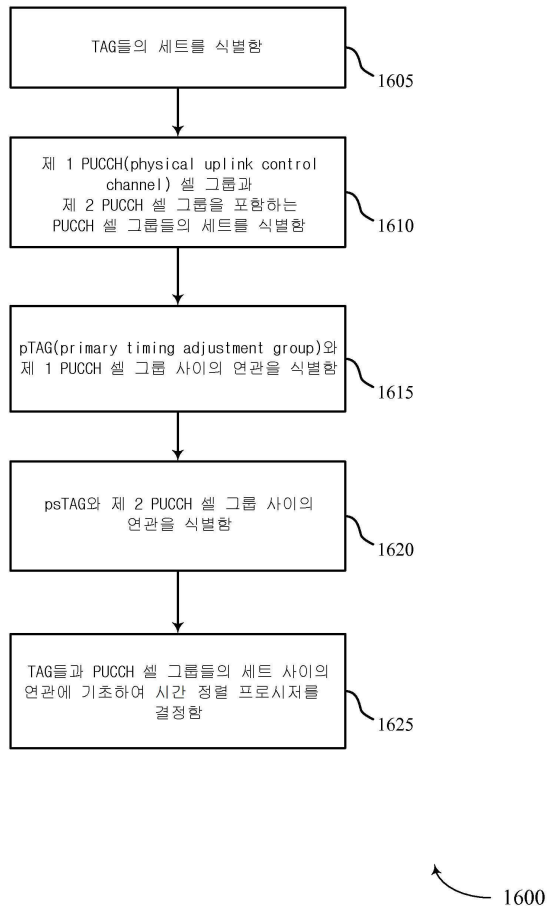 TAG들의 세트를 식별함
1605
제 1 PUCCH(physical uplink control
channel) 셀 그룹과
제 2 PUCCH 셀 그룹을 포함하는
PUCCH 셀 그룹들의 세트를 식별함
1610
pTAG(primary timing adjustment group)와
제 1 PUCCH 셀 그룹 사이의 연관을 식별함
1615
psTAG와 제 2 PUCCH 셀 그룹 사이의
연관을 식별함
1620
TAG들과 PUCCH 셀 그룹들의 세트 사이의
연관에 기초하여 시간 정렬 프로시저를
결정함
1625
1600